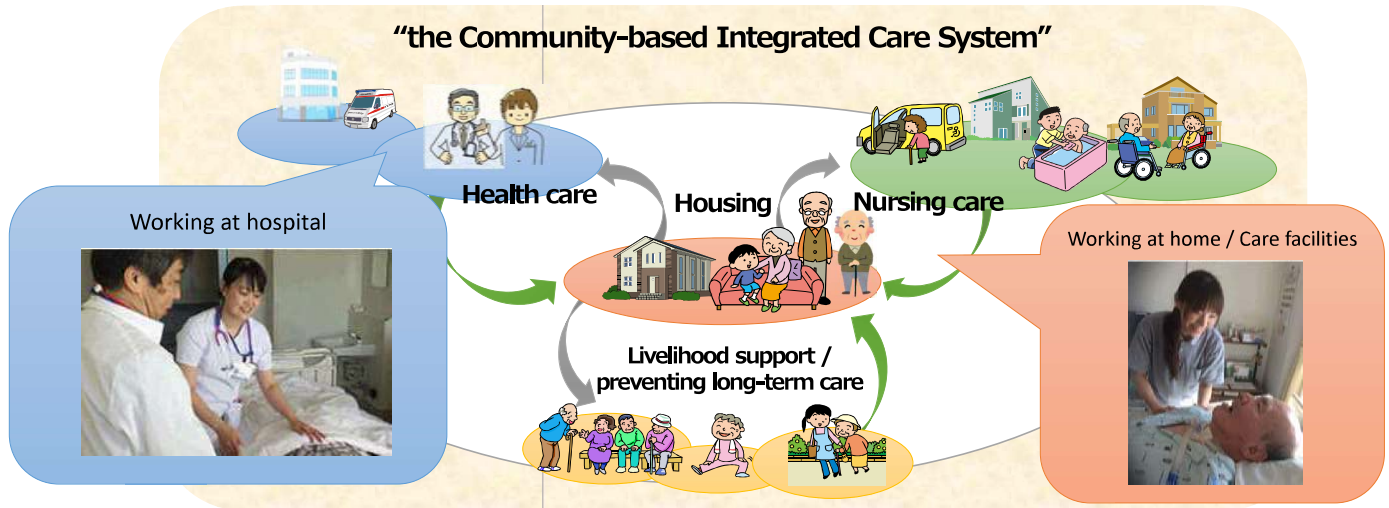 “the Community-based Integrated Care System”
Health care
Housing
Nursing care
Working at hospital
Working at home / Care facilities
Livelihood support /
preventing long-term care